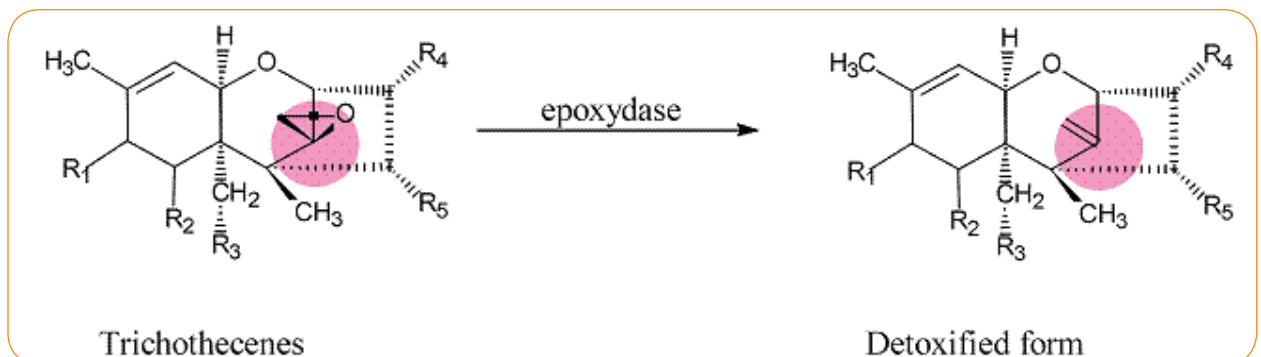 H
O
H₃C
R₄
O
R₁
R₂
CH₂
R₃
CH₃
R₅
epoxydase
H
O
H₃C
R₄
R₁
R₂
CH₂
R₃
CH₃
R₅
Trichothecenes
Detoxified form